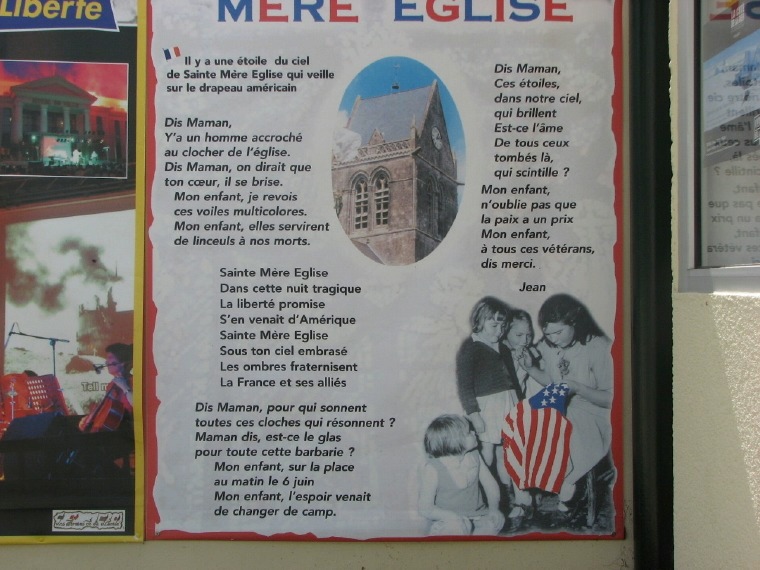 Liberté
MÈRE EGLISE
Il y a une étoile du ciel
de Sainte Mère Eglise qui veille
sur le drapeau américain
Dis Maman,
Y'a un homme accroché
au clocher de l'église.
Dis Maman, on dirait que
ton cœur, il se brise.
Mon enfant, je revois
ces voiles multicolores.
Mon enfant, elles servirent
de linceuls à nos morts.
Sainte Mère Eglise
Dans cette nuit tragique
La liberté promise
S'en venait d'Amérique
Sainte Mère Eglise
Sous ton ciel embrasé
Les ombres fraternisent
La France et ses alliés
Dis Maman, pour qui sonnent
toutes ces cloches qui résonnent ?
Maman dis, est-ce le glas
pour toute cette barbarie ?
Mon enfant, sur la place
au matin le 6 juin
Mon enfant, l'espoir venait
de changer de camp.
Dis Maman,
Ces étoiles,
dans notre ciel,
qui brillent
Est-ce l'âme
De tous ceux
tombés là,
qui scintille ?
Mon enfant,
n'oublie pas que
la paix a un prix
Mon enfant,
à tous ces vétérans,
dis merci.
Jean